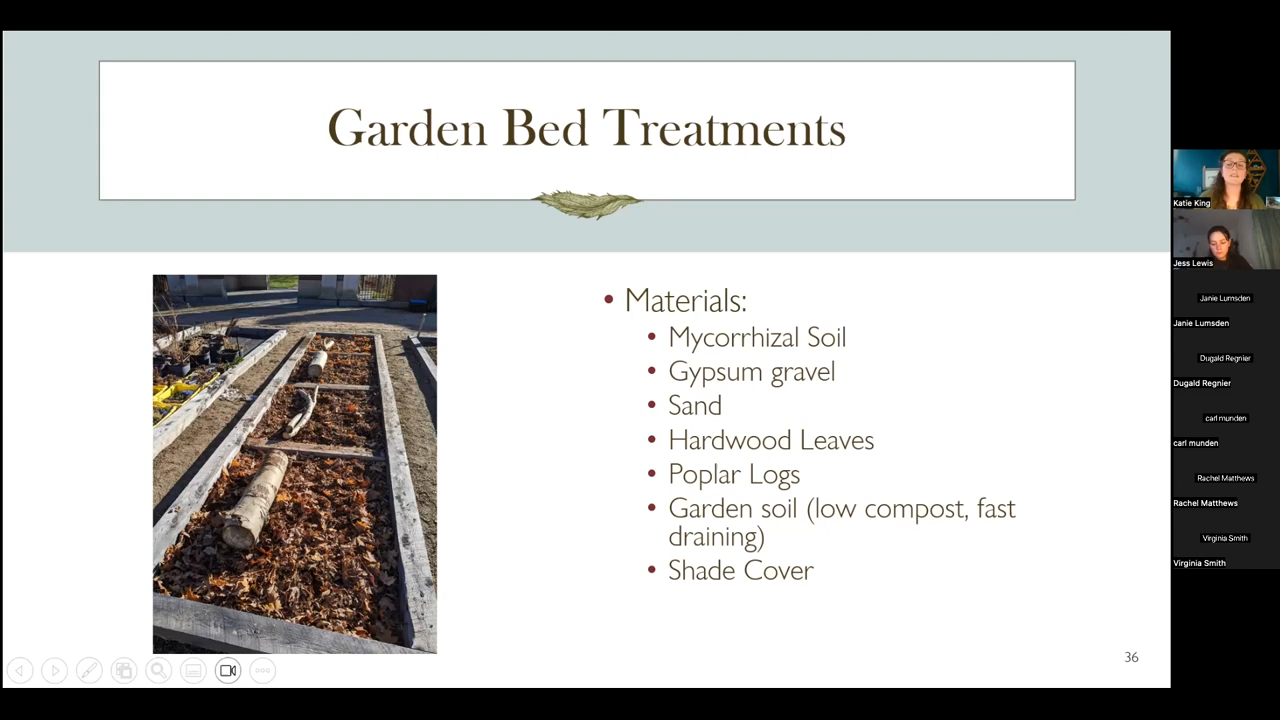 Garden Bed Treatments
• Materials:
• Mycorrhizal Soil
• Gypsum gravel
• Sand
• Hardwood Leaves
• Poplar Logs
• Garden soil (low compost, fast
draining)
• Shade Cover
36
Katie King
Jess Lewis
Janie Lumsden
Janie Lumsden
Dugald Regnier
Dugald Regnier
carl munden
carl munden
Rachel Matthews
Rachel Matthews
Virginia Smith
Virginia Smith